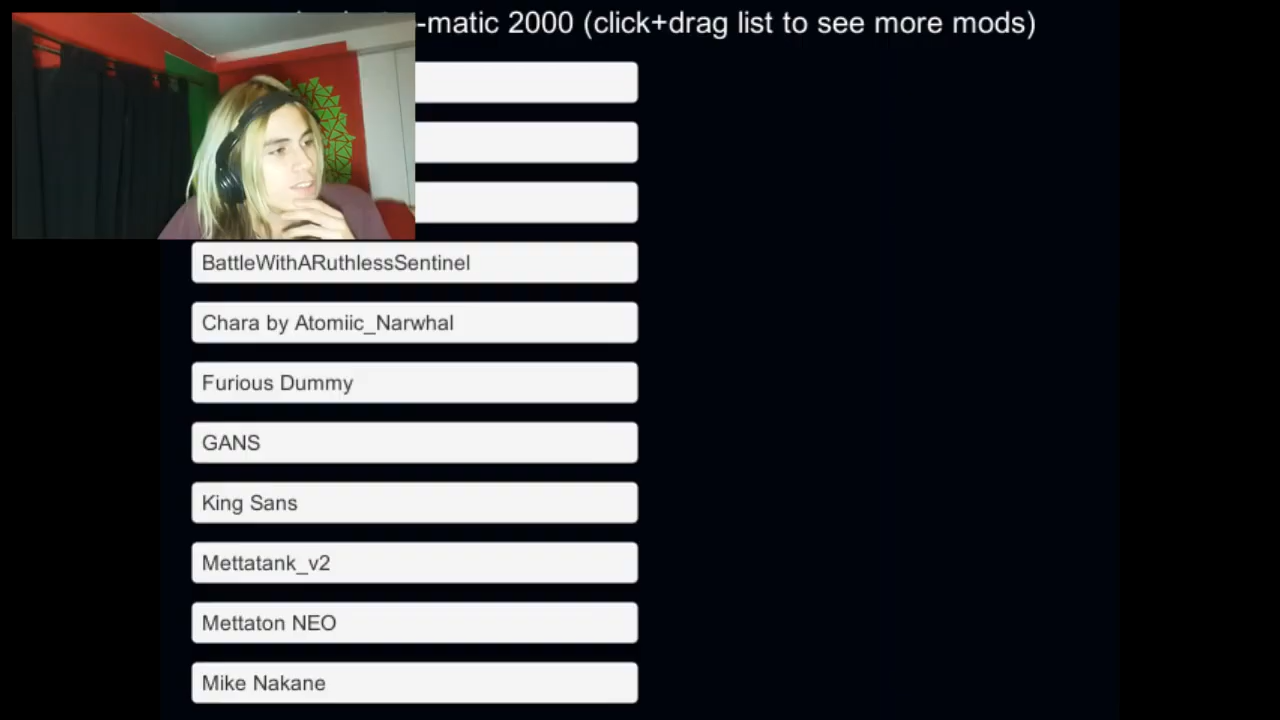 -matic 2000 (click+drag list to see more mods)
BattleWithARuthlessSentinel
Chara by Atomiic_Narwhal
Furious Dummy
GANS
King Sans
Mettatank_v2
Mettaton NEO
Mike Nakane